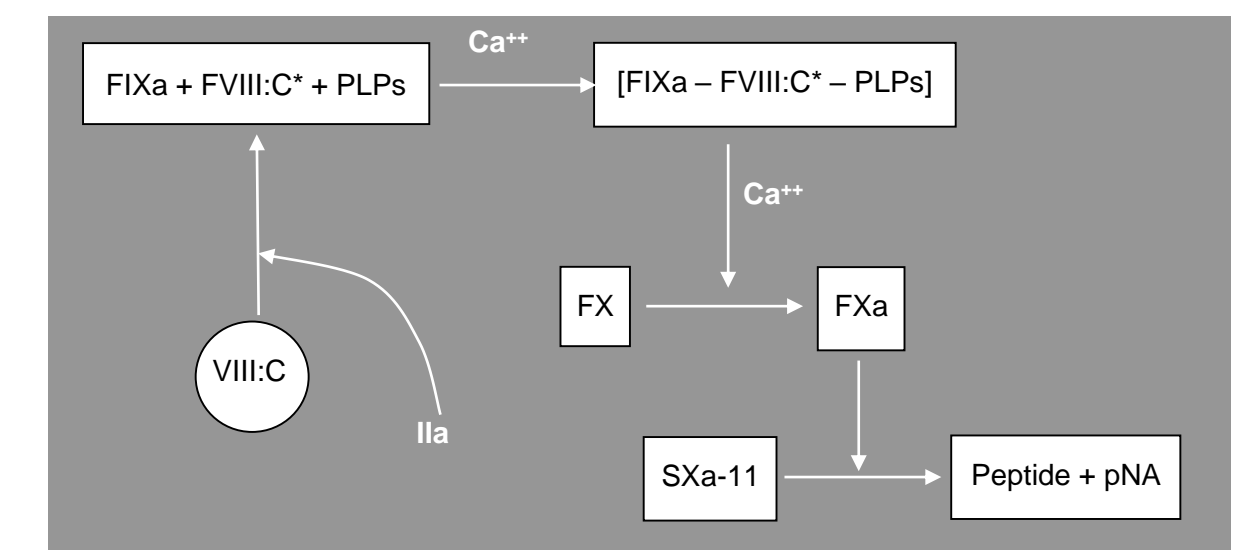 Ca⁺⁺
FIXa + FVIII:C* + PLPs
[FIXa – FVIII:C* – PLPs]
Ca⁺⁺
FX
FXa
VIII:C
IIa
SXa-11
Peptide + pNA